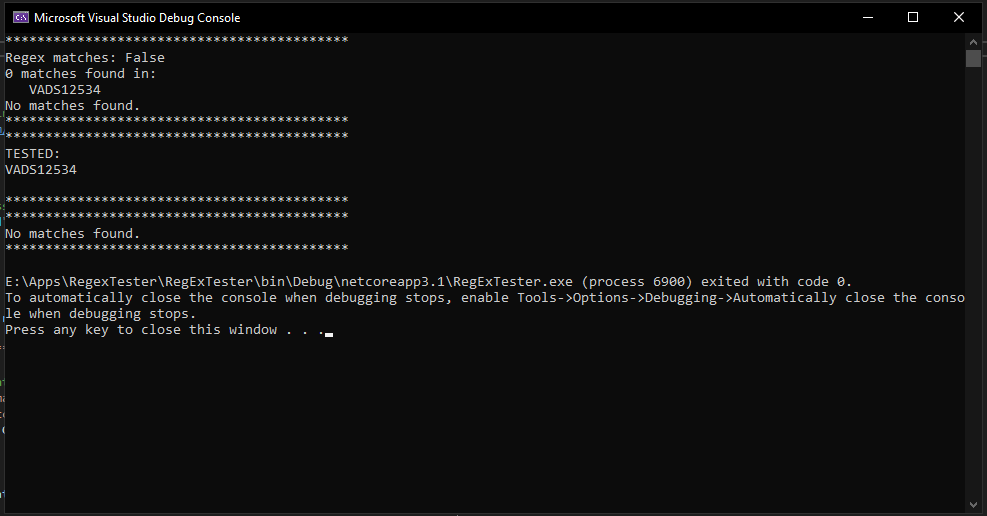 Microsoft Visual Studio Debug Console
*******************************************
Regex matches: False
0 matches found in:
   VADS12534
No matches found.
*******************************************
*******************************************
TESTED:
VADS12534
*******************************************
*******************************************
No matches found.
*******************************************
E:\Apps\RegexTester\RegExTester\bin\Debug\netcoreapp3.1\RegExTester.exe (process 6900) exited with code 0.
To automatically close the console when debugging stops, enable Tools->Options->Debugging->Automatically close the conso
le when debugging stops.
Press any key to close this window . . .